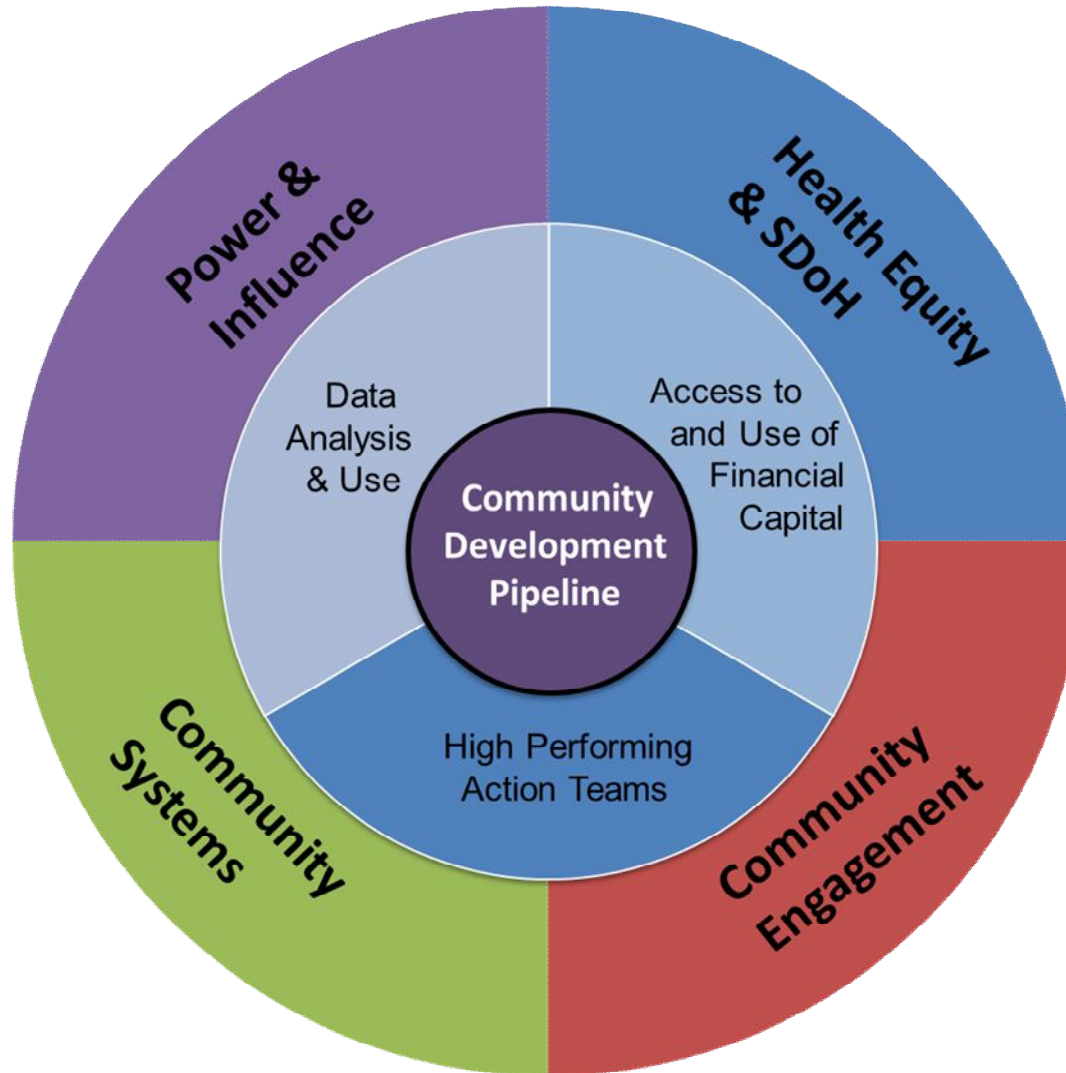 Power &
Influence
Health Equity
& SDoH
Data
Analysis
& Use
Access to
and Use of
Financial
Capital
Community
Development
Pipeline
High Performing
Action Teams
Community
Systems
Community
Engagement